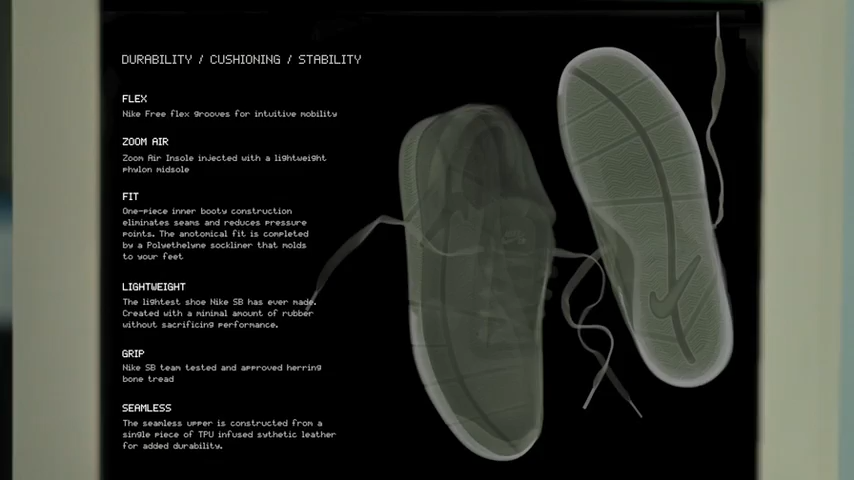 DURABILITY / CUSHIONING / STABILITY
FLEX
Nike Free flex grooves for intuitive mobility
ZOOM AIR
Zoom Air Insole injected with a lightweight
phylon midsole
FIT
One-piece inner booty construction
eliminates seams and reduces pressure
points. The anatomical fit is completed
by a Polyethelyne sockliner that molds
to your feet
LIGHTWEIGHT
The lightest shoe Nike SB has ever made.
Created with a minimal amount of rubber
without sacrificing performance.
GRIP
Nike SB team tested and approved herring
bone tread
SEAMLESS
The seamless upper is constructed from a
single piece of TPU infused sythetic leather
for added durability.